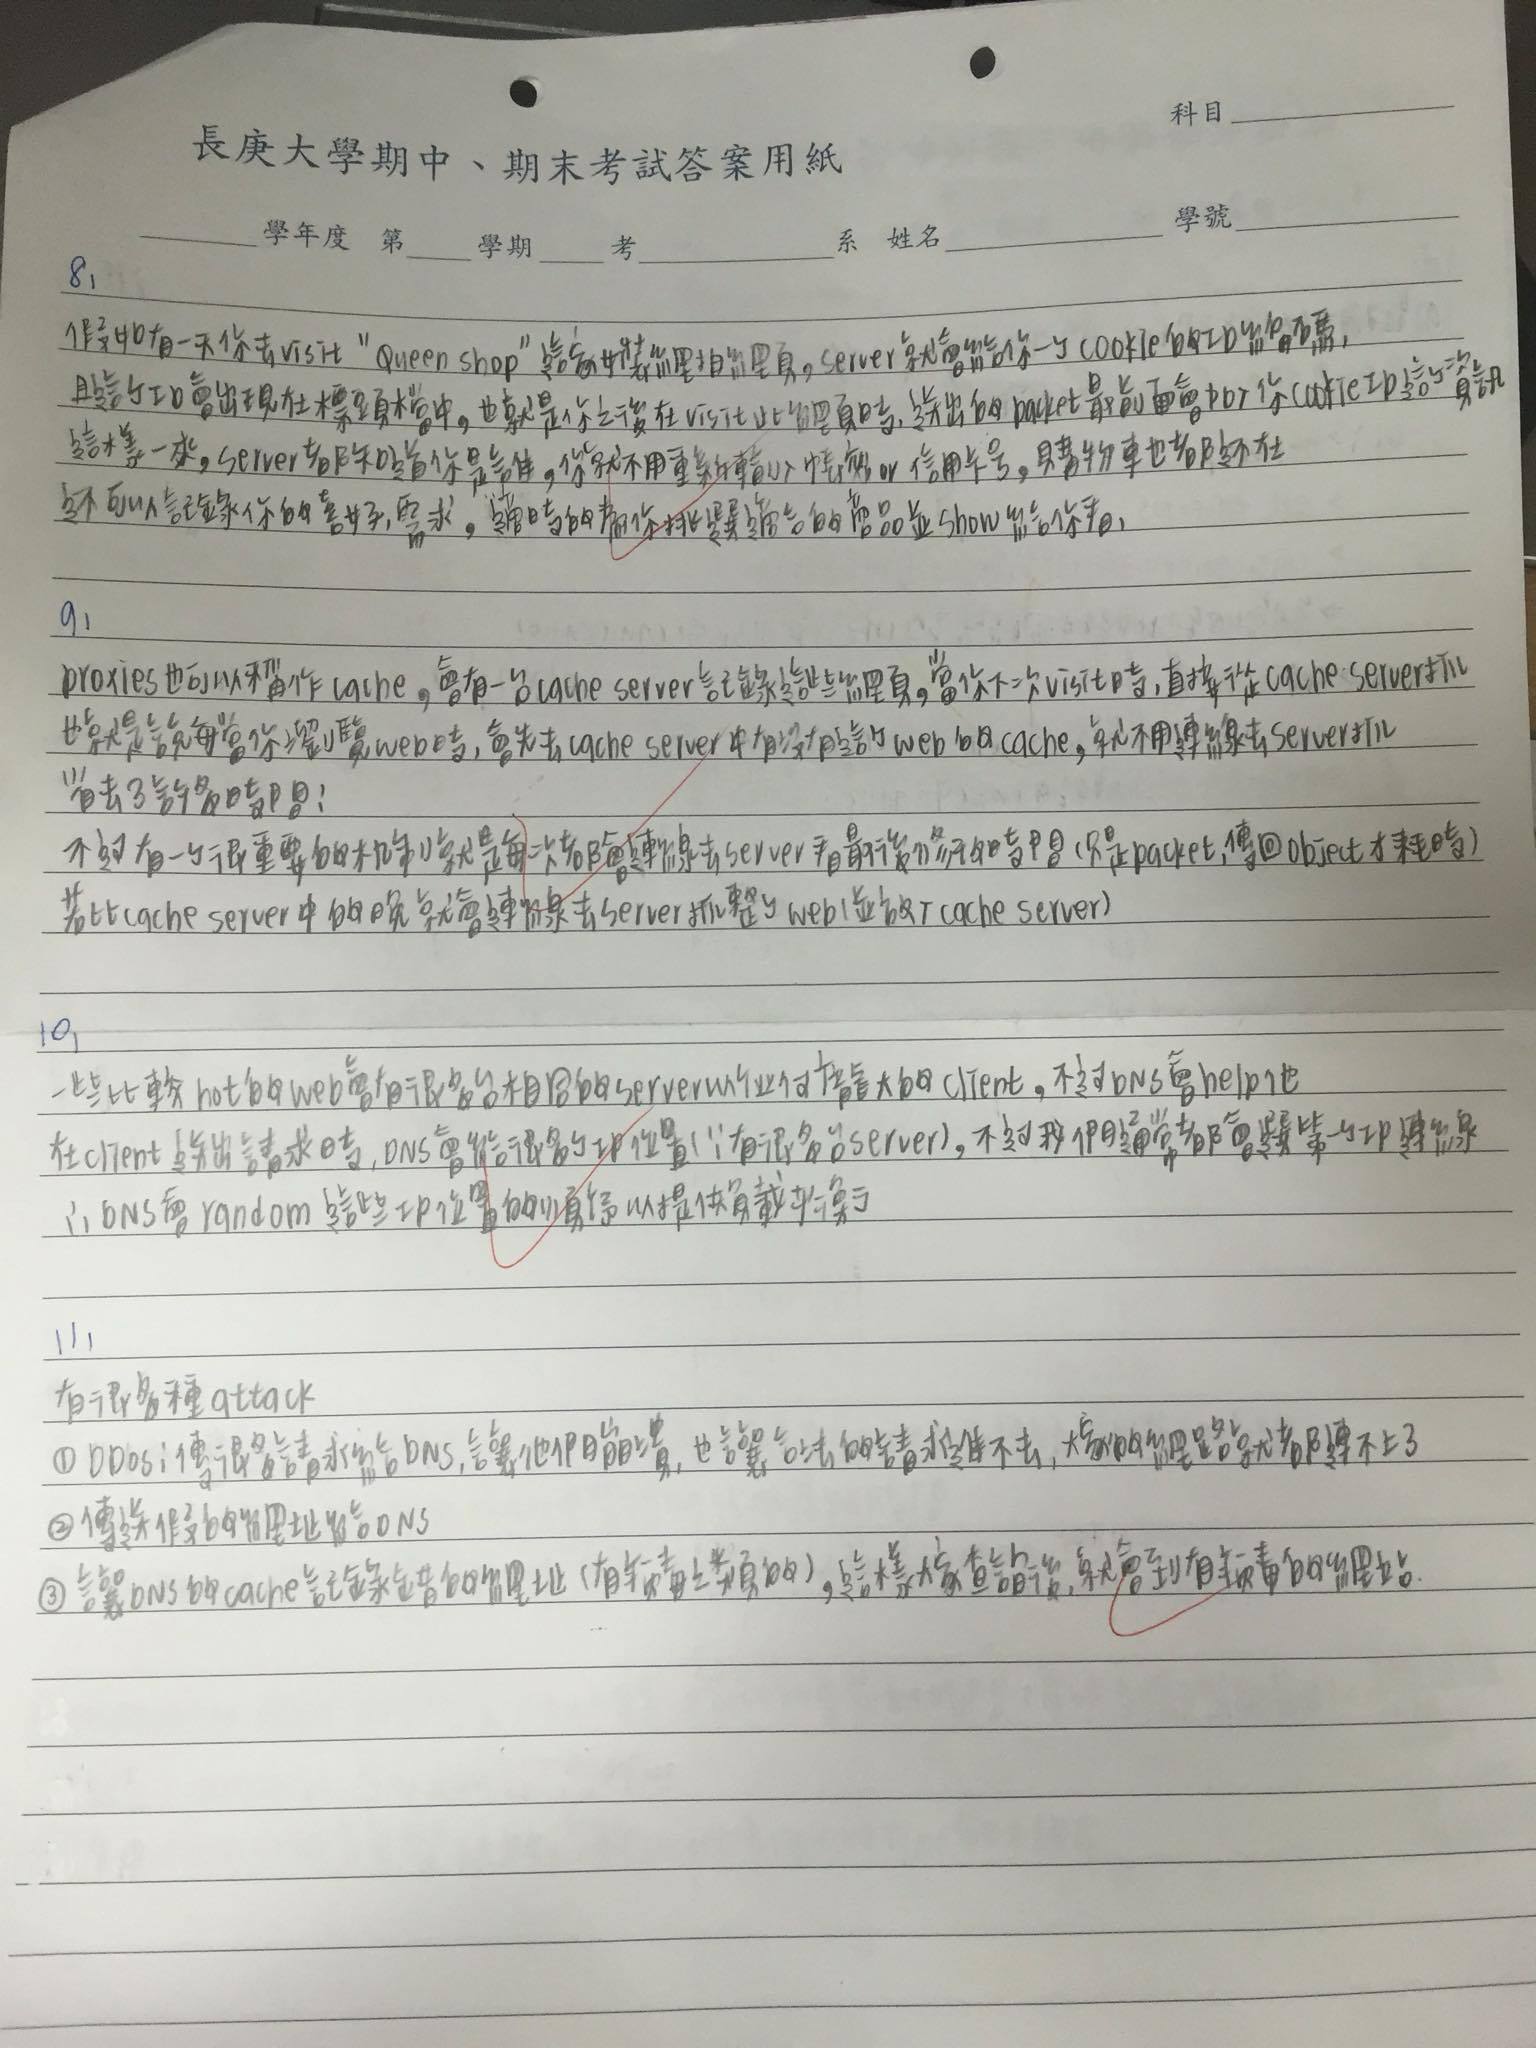 科目
長庚大學期中、期末考試答案用紙
學年度 第 學期 考 系 姓名 學號
8,
假如有一天你去visit "Queen shop" 這家女裝網拍網頁,server就會給你一个cookie的ID編號碼,
且這个ID會出現在標頭檔中,也就是你之後在visit此網頁時,送出的packet最前面會加下你cookie ID這个資訊
這樣一來,server都知道你是誰,你就不用重新輸入帳號or信用卡号,購物車也都還在
還可以記錄你的喜好,需求,適時的幫你挑選適合的商品並show給你看,
9,
proxies也可以稱作cache,會有一台cache server記錄這些網頁,當你下一次visit時,直接從cache server抓
也就是說每當你瀏覽web時,會先去cache server中有沒有這个web的cache,就不用連線去server抓
省去了許多時間!
不過有一个很重要的机制就是每一次都會連線去server看最後修改的時間(只是packet,傳回object才耗時)
若比cache server中的晚就會連線去server抓整个web(並放下cache server)
10,
一些比較hot的web會有很多台相同的server以應付龐大的client,不過DNS會help他
在client送出請求時,DNS會給很多个IP位置(∵有很多台server),不過我們通常都會選第一个IP連線
∴DNS會random這些IP位置的順序以提供負載平衡
11,
有很多種attack
① DDos:傳很多請求給DNS,讓他們崩潰,也讓合法的請求進不去,大家的網路就都連不上了
② 傳送假的網址給DNS
③ 讓DNS的cache記錄錯的網址(有病毒之類的),這樣大家查詢後,就會到有病毒的網站.